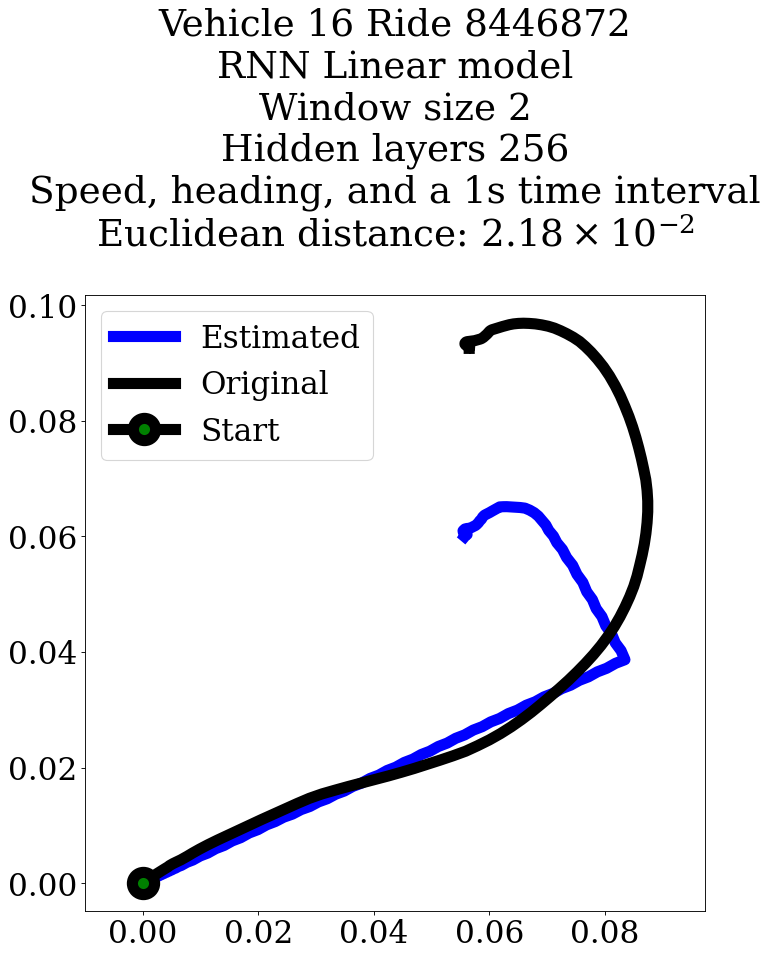 Vehicle 16 Ride 8446872
RNN Linear model
Window size 2
Hidden layers 256
Speed, heading, and a 1s time interval
Euclidean distance: 2.18 × 10⁻²
0.10
0.08
0.06
0.04
0.02
0.00
Estimated
Original
Start
0.00 0.02 0.04 0.06 0.08